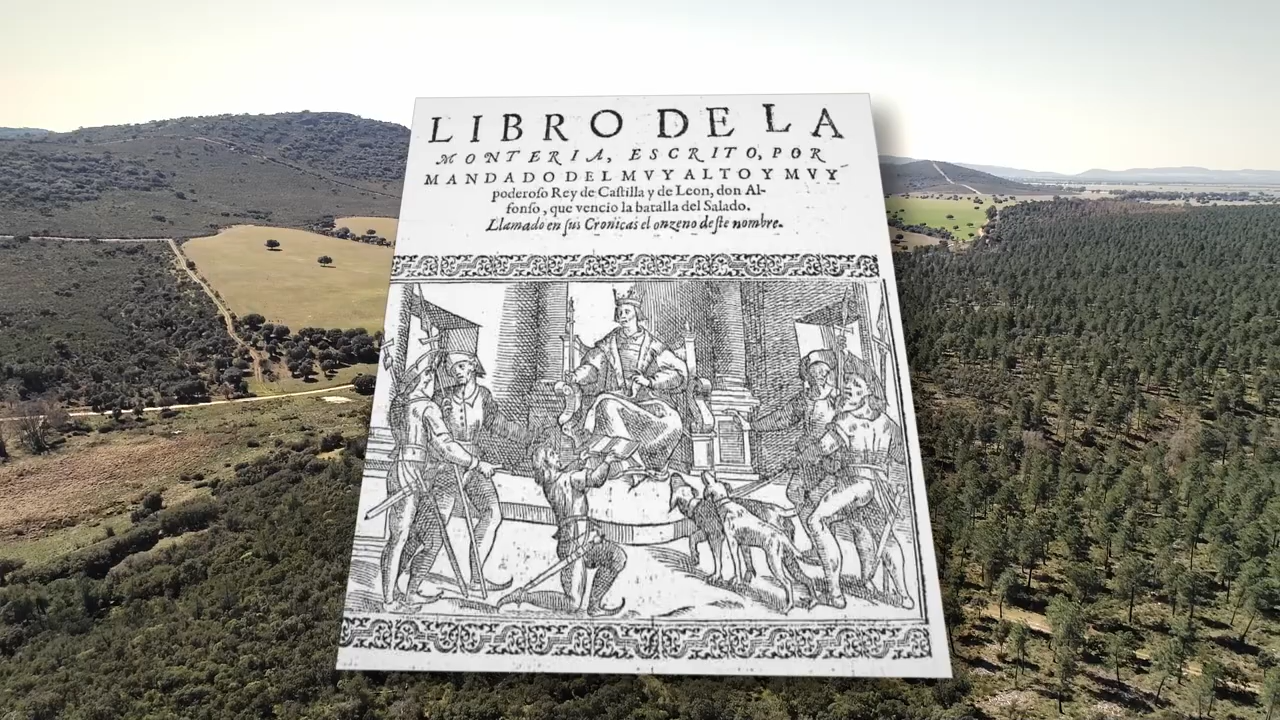 LIBRO DE LA
MONTERIA, ESCRITO, POR
MANDADO DEL MVY ALTO Y MVY
poderoſo Rey de Caſtilla y de Leon, don Al-
fonſo, que vencio la batalla del Salado.
Llamado en ſus Cronicas el onzeno deſte nombre.